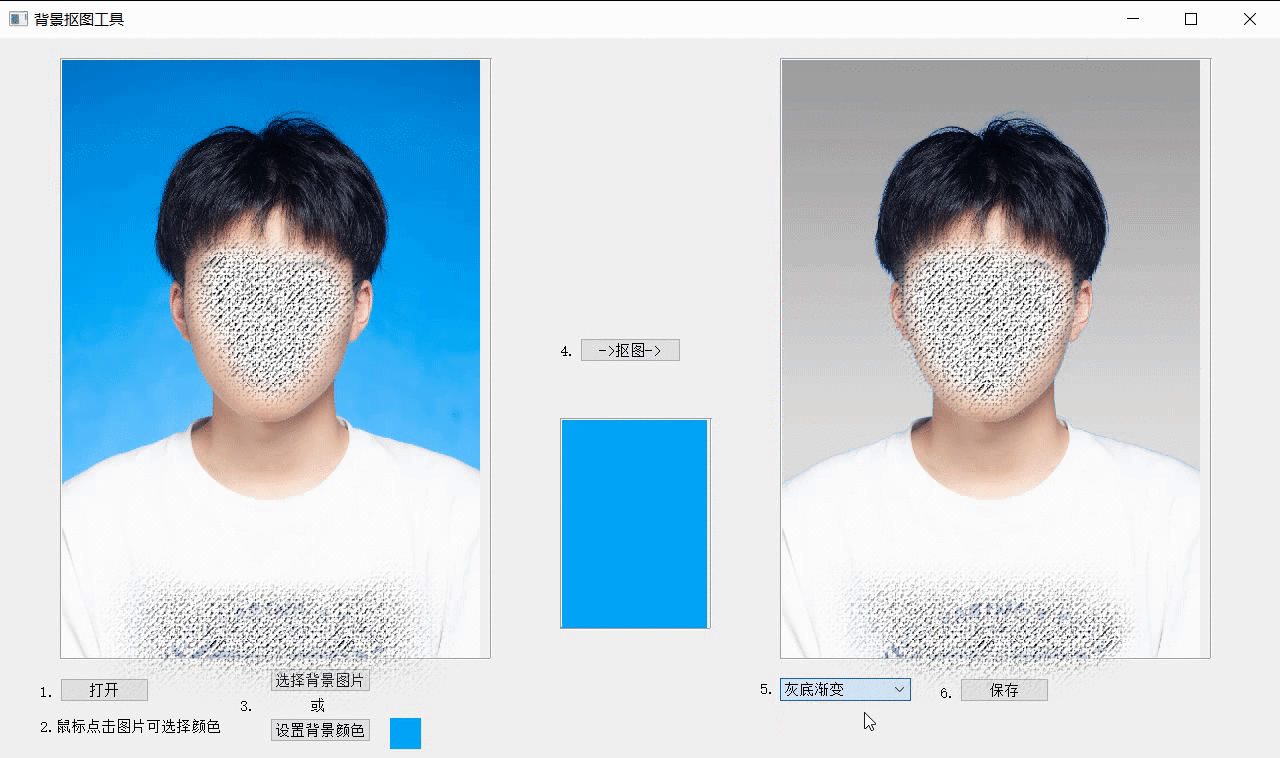 背景抠图工具
4. ->抠图->
1. 打开
2. 鼠标点击图片可选择颜色
3. 选择背景图片
或
设置背景颜色
5. 灰底渐变
6. 保存